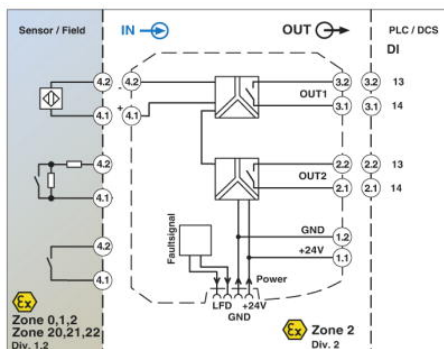 Sensor / Field
IN
OUT
PLC / DCS
DI
4.2
4.2
-
3.2
3.2
13
OUT1
+
4.1
4.1
3.1
3.1
14
4.2
2.2
2.2
13
OUT2
4.1
2.1
2.1
14
Faultsignal
GND
1.2
4.2
+24V
1.1
4.1
Power
LFD
+24V
GND
Ex
Zone 0,1,2
Zone 20,21,22
Div. 1,2
Ex
Zone 2
Div. 2